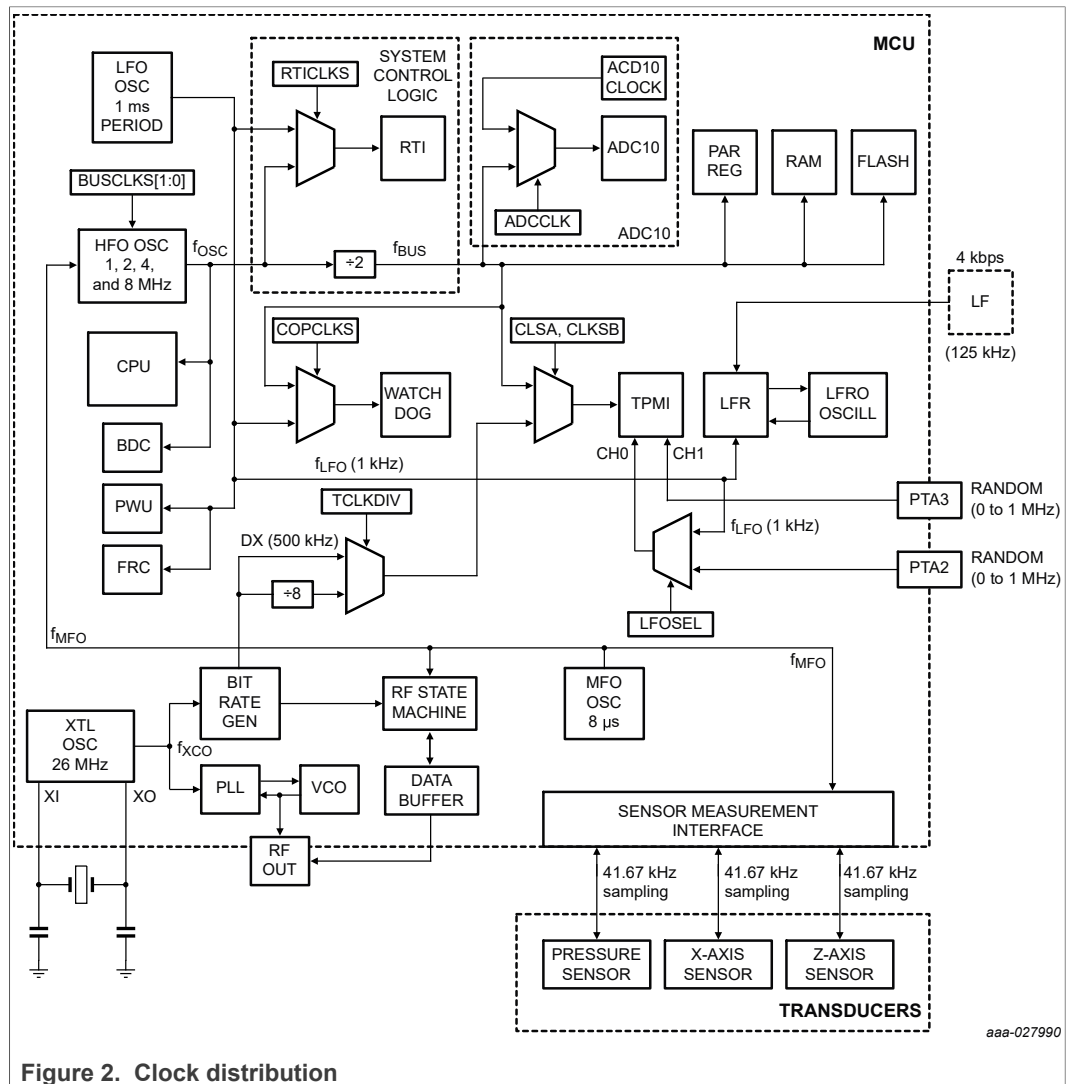 MCU
LFO
OSC
1 ms
PERIOD
RTICLKS
SYSTEM
CONTROL
LOGIC
RTI
ACD10
CLOCK
ADC10
ADCCLK
ADC10
PAR
REG
RAM
FLASH
BUSCLKS[1:0]
HFO OSC
1, 2, 4,
and 8 MHz
fOSC
÷2
fBUS
4 kbps
LF
(125 kHz)
CPU
COPCLKS
WATCH
DOG
CLSA, CLKSB
TPMI
LFR
LFRO
OSCILL
BDC
CH0
CH1
fLFO (1 kHz)
PWU
TCLKDIV
PTA3
RANDOM
(0 to 1 MHz)
FRC
DX (500 kHz)
÷8
fLFO (1 kHz)
PTA2
RANDOM
(0 to 1 MHz)
LFOSEL
fMFO
fMFO
BIT
RATE
GEN
RF STATE
MACHINE
MFO
OSC
8 µs
XTL
OSC
26 MHz
fXCO
XI
XO
PLL
VCO
DATA
BUFFER
SENSOR MEASUREMENT
INTERFACE
RF
OUT
41.67 kHz
sampling
41.67 kHz
sampling
41.67 kHz
sampling
PRESSURE
SENSOR
X-AXIS
SENSOR
Z-AXIS
SENSOR
TRANSDUCERS
aaa-027990
Figure 2. Clock distribution